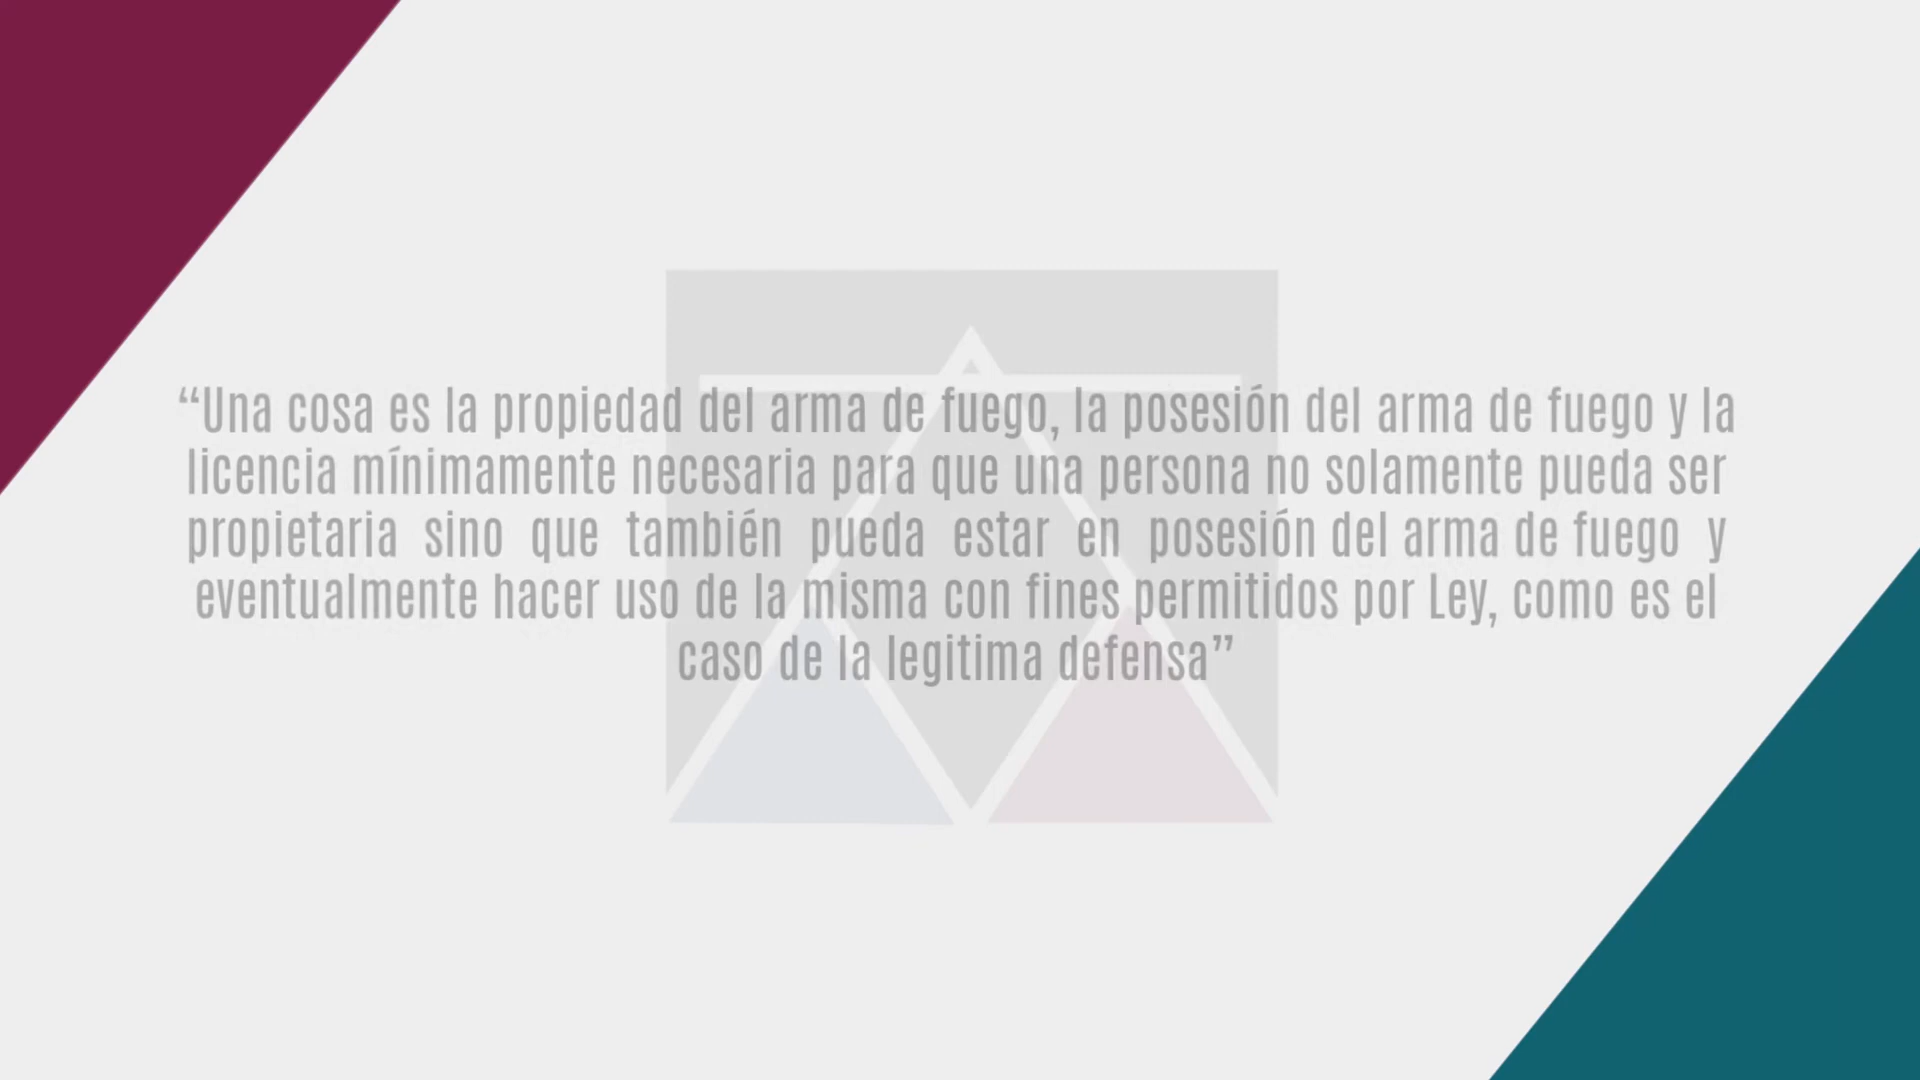 “Una cosa es la propiedad del arma de fuego, la posesión del arma de fuego y la
licencia mínimamente necesaria para que una persona no solamente pueda ser
propietaria sino que también pueda estar en posesión del arma de fuego y
eventualmente hacer uso de la misma con fines permitidos por Ley, como es el
caso de la legitima defensa”